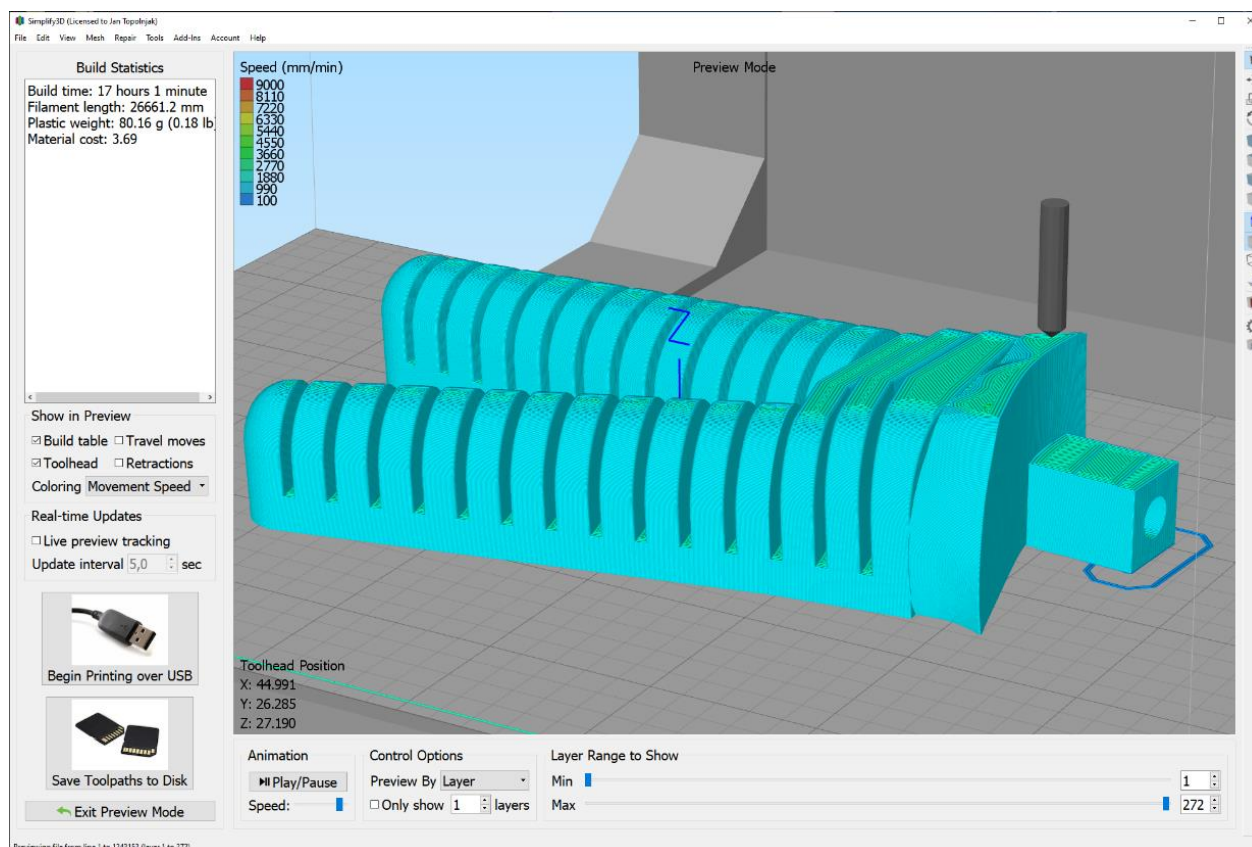 Simplify3D (Licensed to Jan Topolnjak)
File Edit View Mesh Repair Tools Add-Ins Account Help
Build Statistics
Build time: 17 hours 1 minute
Filament length: 26661.2 mm
Plastic weight: 80.16 g (0.18 lb
Material cost: 3.69
Show in Preview
Build table Travel moves
Toolhead Retractions
Coloring Movement Speed
Real-time Updates
Live preview tracking
Update interval 5,0 sec
Begin Printing over USB
Save Toolpaths to Disk
Exit Preview Mode
Speed (mm/min)
9000
8110
7220
6330
5440
4550
3660
2770
1880
990
100
Preview Mode
Z
Toolhead Position
X: 44.991
Y: 26.285
Z: 27.190
Animation
Play/Pause
Speed:
Control Options
Preview By Layer
Only show 1 layers
Layer Range to Show
Min 1
Max 272